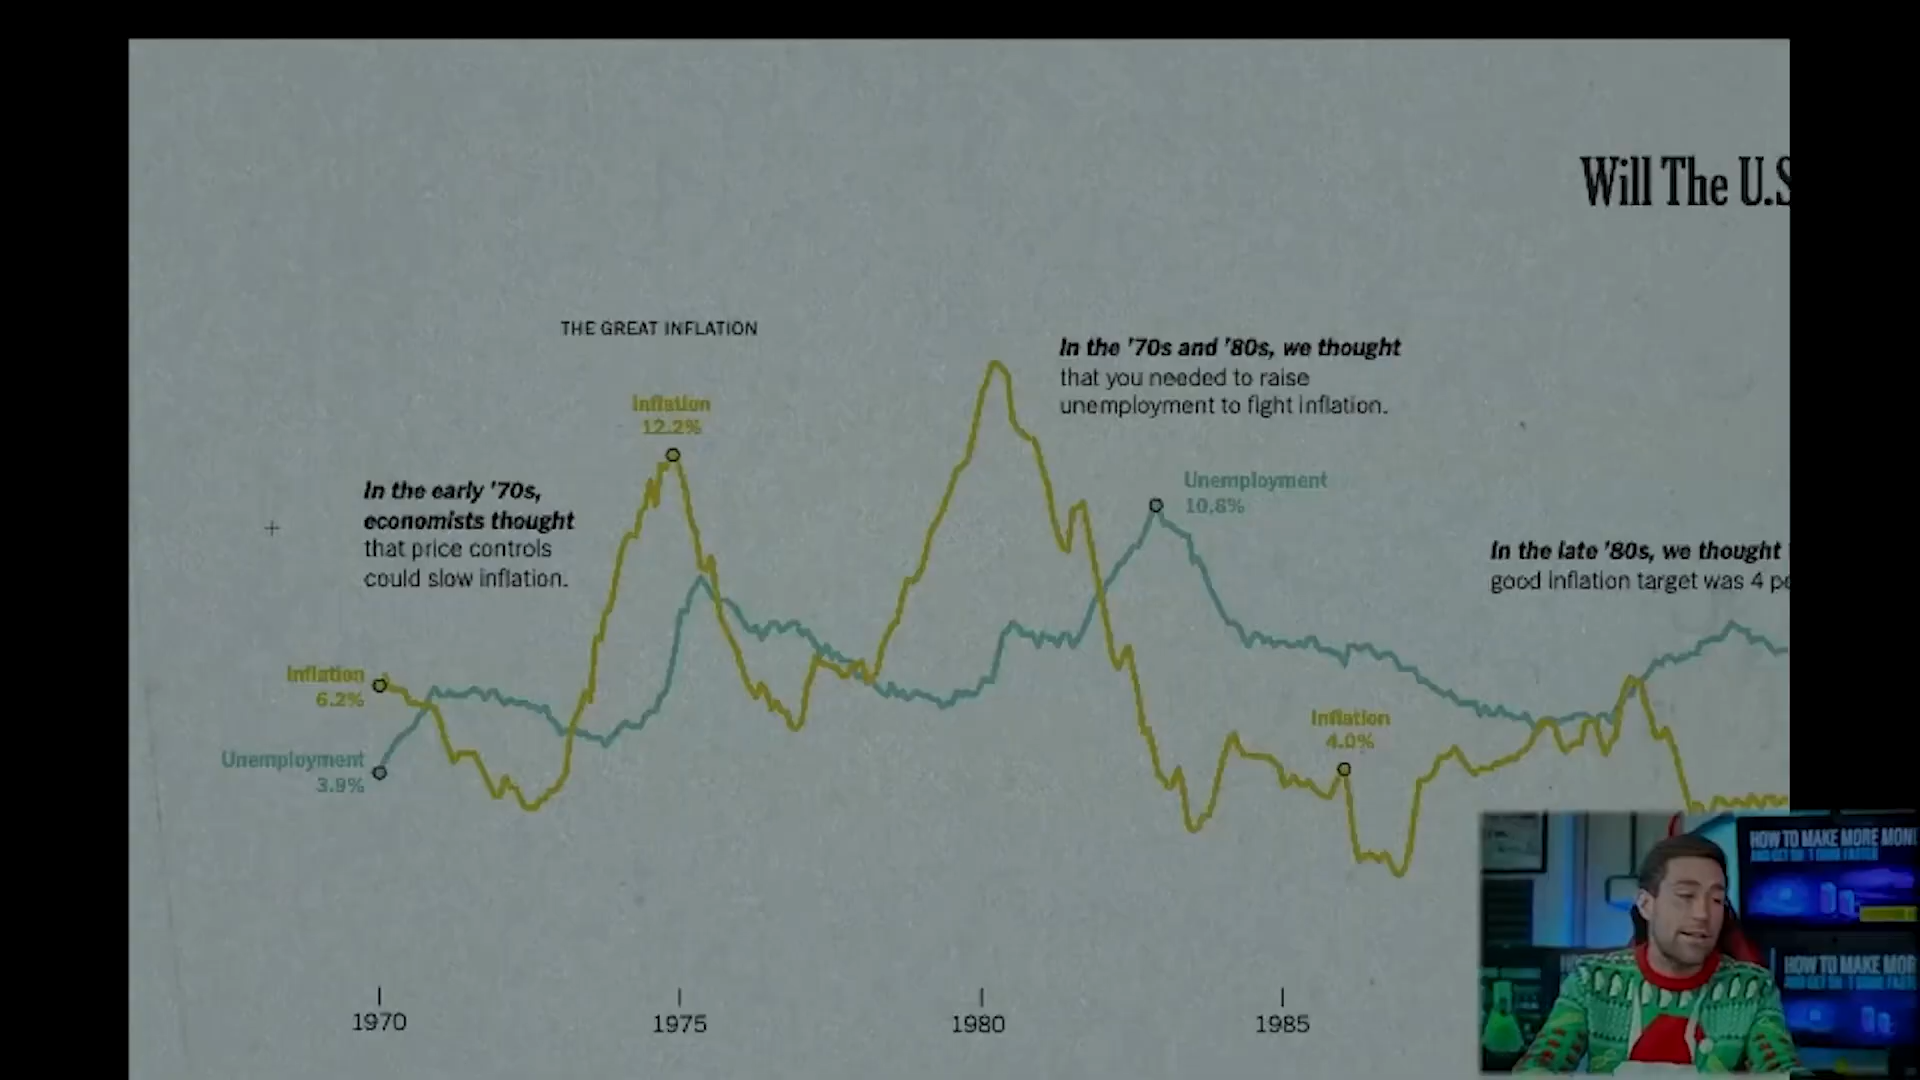 Will The U.S
THE GREAT INFLATION
In the '70s and '80s, we thought
that you needed to raise
unemployment to fight inflation.
Inflation
12.2%
In the early '70s,
economists thought
that price controls
could slow inflation.
Unemployment
10.8%
In the late '80s, we thought
good inflation target was 4 pe
Inflation
6.2%
Unemployment
3.9%
Inflation
4.0%
1970
1975
1980
1985
HOW TO MAKE MORE MON
HOW TO MAKE MOR